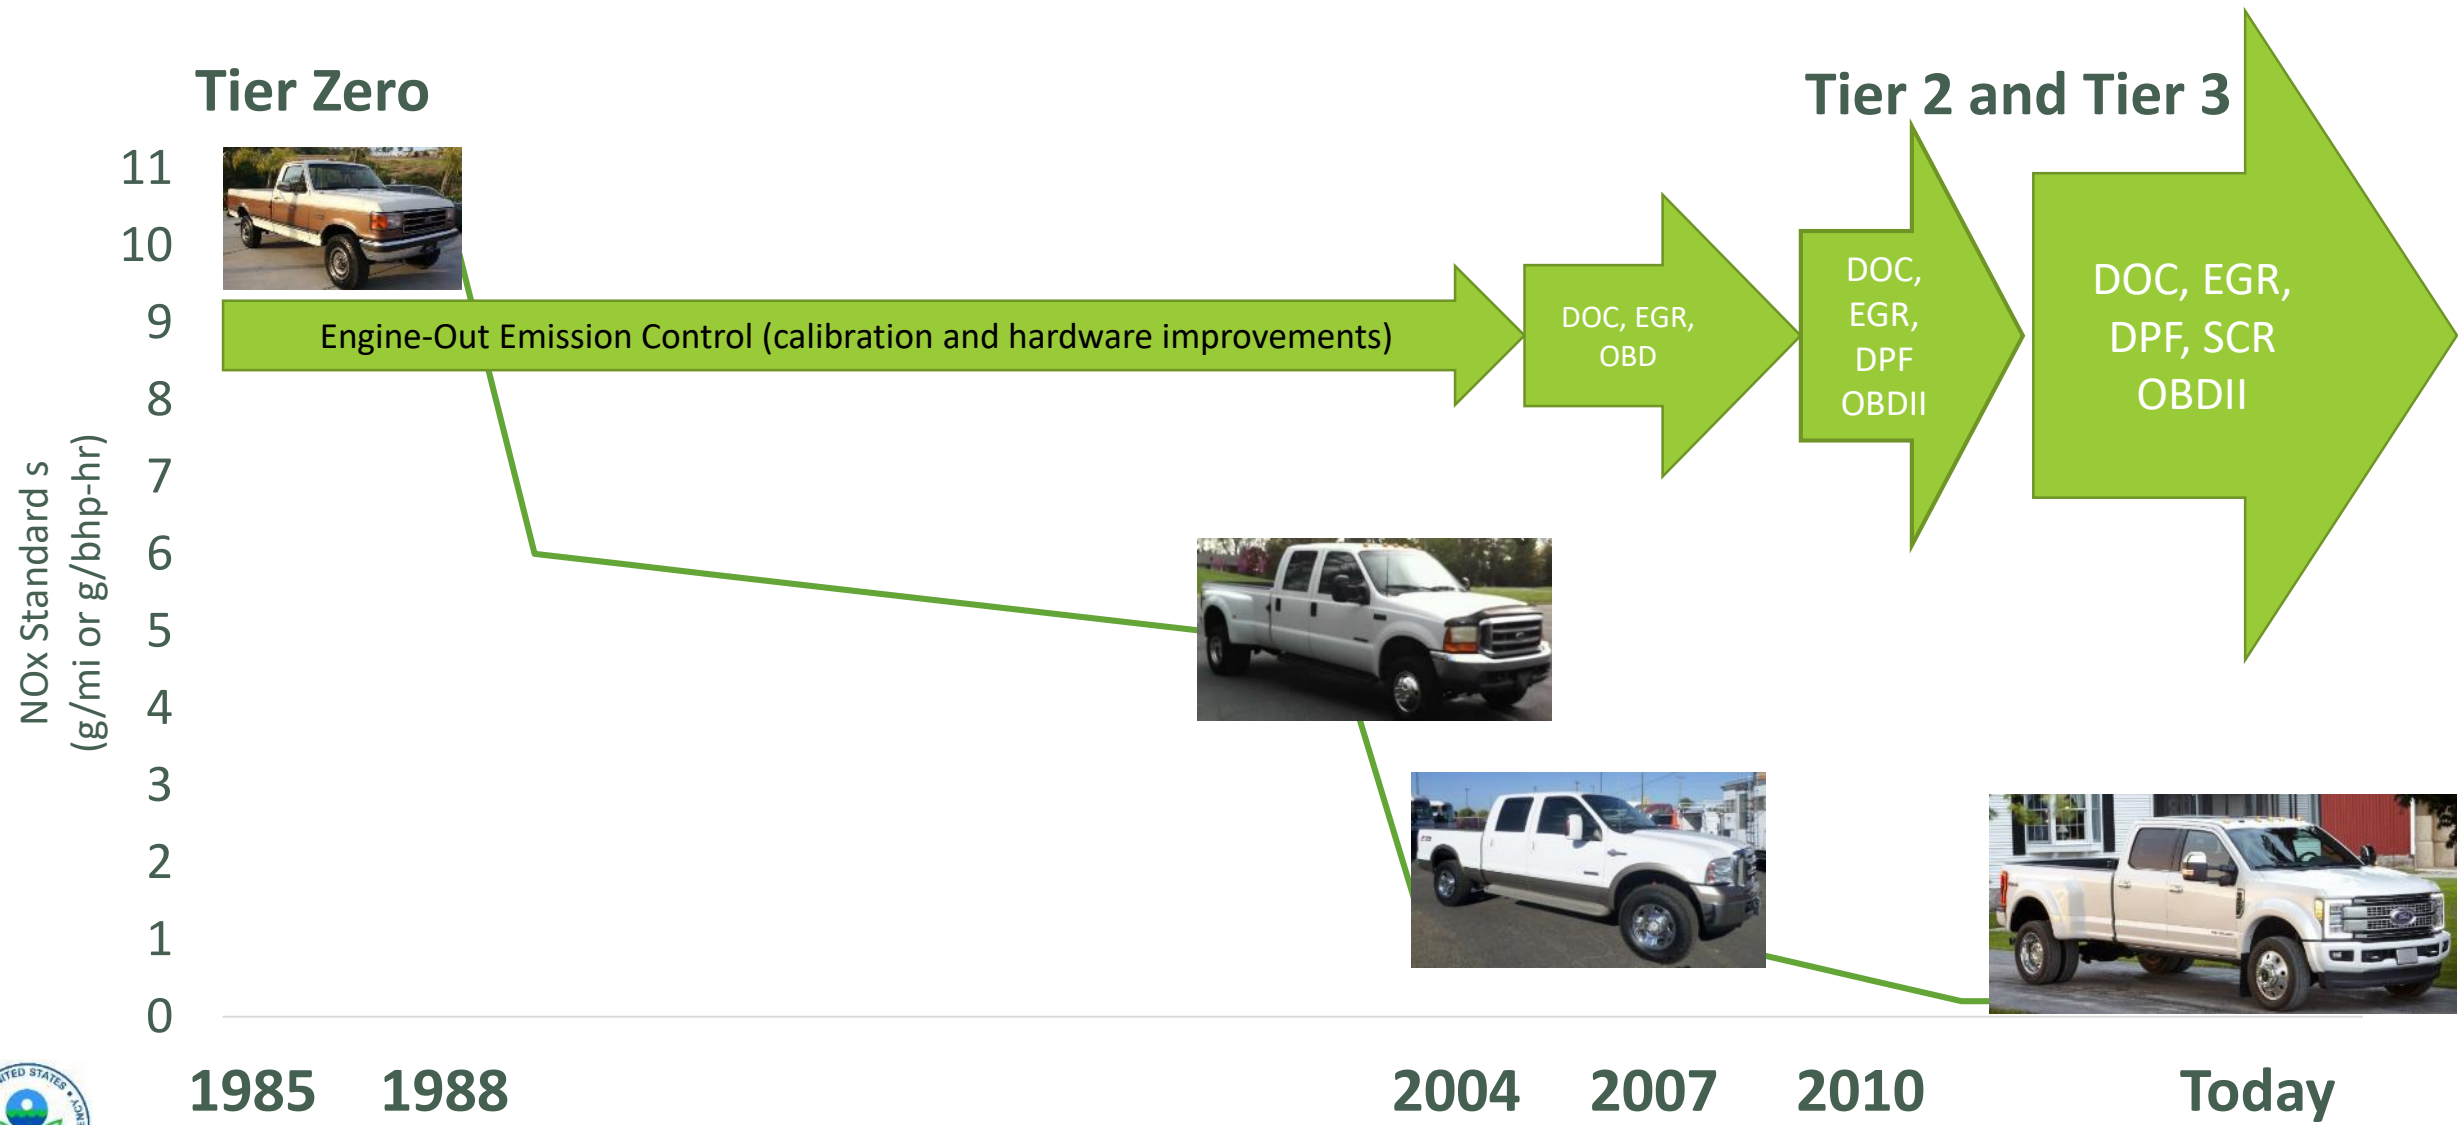 Tier Zero
Tier 2 and Tier 3
11
10
9
8
7
6
5
4
3
2
1
0
NOx Standard s
(g/mi or g/bhp-hr)
Engine-Out Emission Control (calibration and hardware improvements)
DOC, EGR,
OBD
DOC,
EGR,
DPF
OBDII
DOC, EGR,
DPF, SCR
OBDII
1985
1988
2004
2007
2010
Today
UNITED STATES